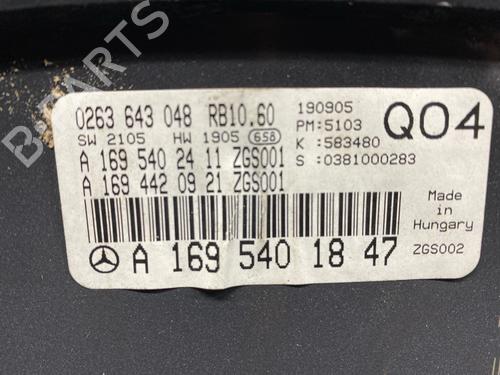 0263 643 048 RB10.60
SW 2105 HW 1905 658
A 169 540 24 11 ZGS001
A 169 442 09 21 ZGS001
A 169 540 18 47
190905
PM:5103
K :583480
S :0381000283
Q04
Made
in
Hungary
ZGS002
B-PARTS